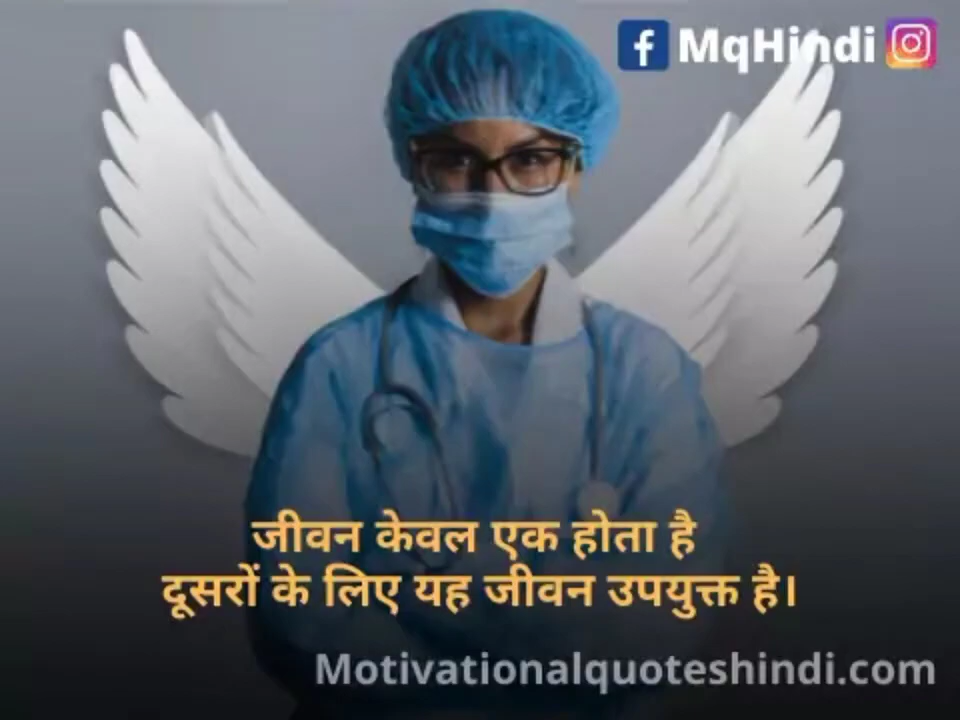 MqHindi
जीवन केवल एक होता है
दूसरों के लिए यह जीवन उपयुक्त है।
Motivationalquoteshindi.com